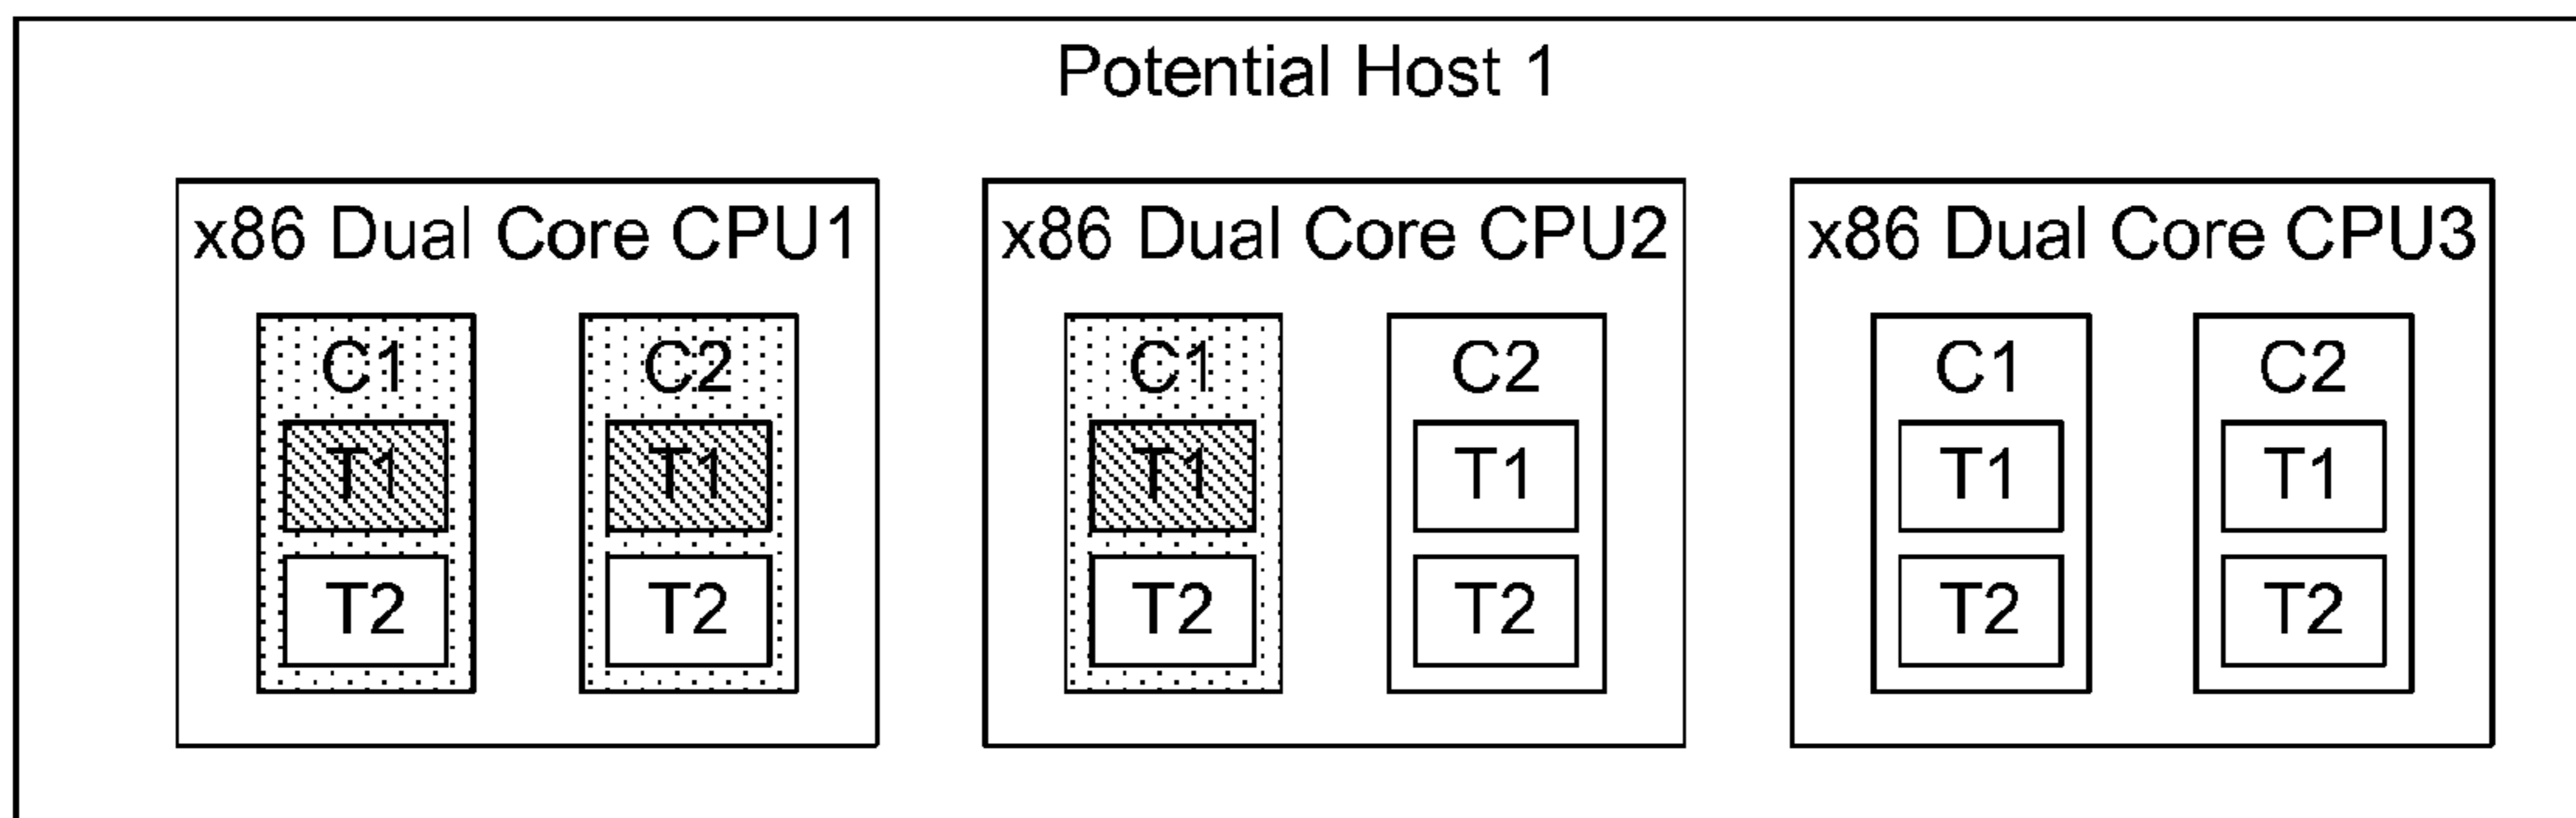 Potential Host 1
x86 Dual Core CPU1 x86 Dual Core CPU2 x86 Dual Core CPU3
C1 C2 C1 C2 C1 C2
T1 T1 T1 T1 T1 T1
T2 T2 T2 T2 T2 T2